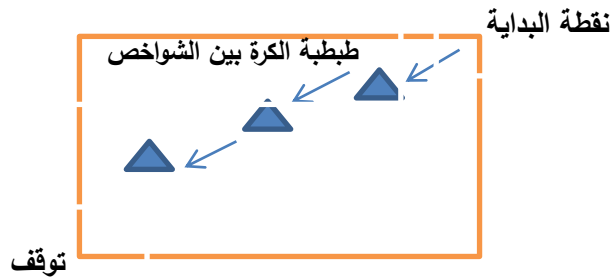 نقطة البداية
طبطبة الكرة بين الشواخص
توقف